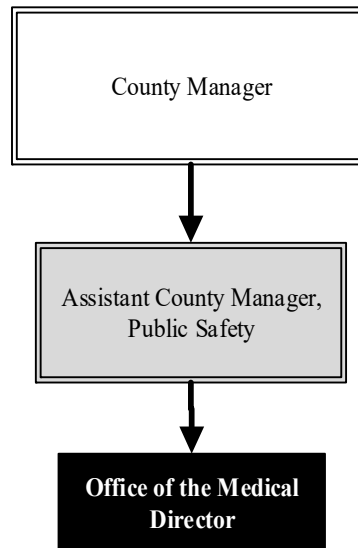 County Manager
Assistant County Manager,
Public Safety
Office of the Medical
Director